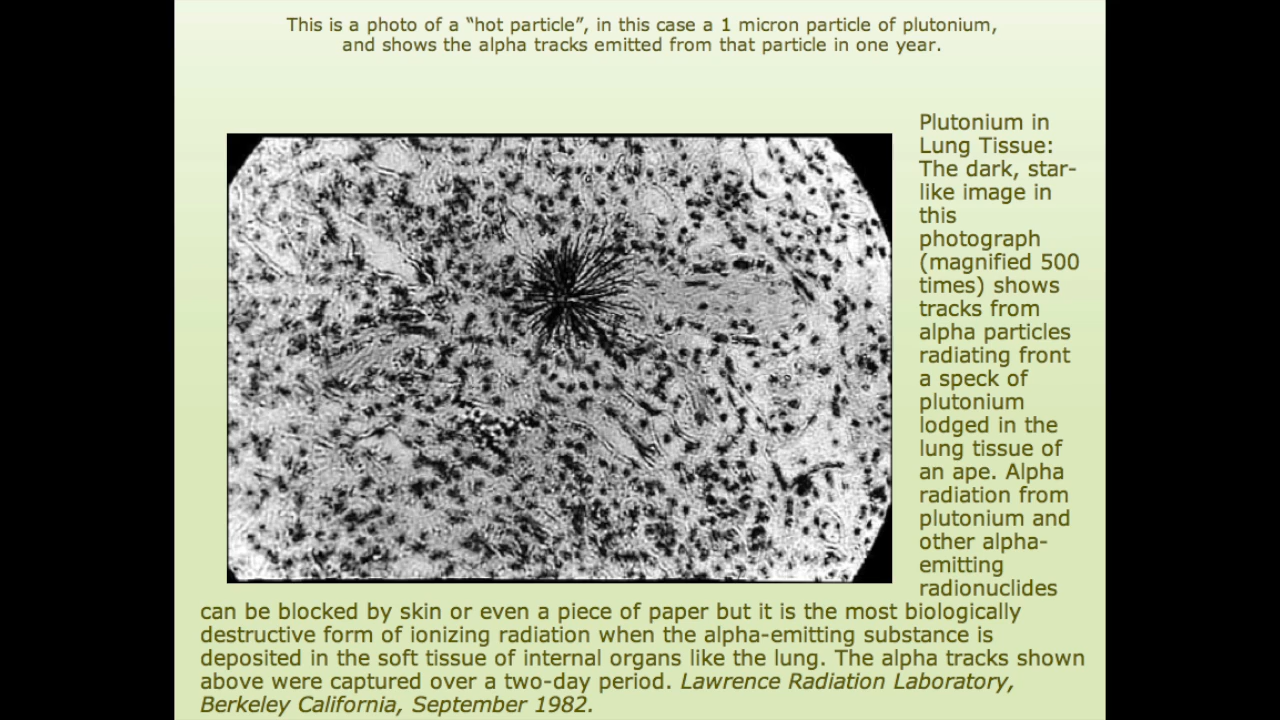 This is a photo of a “hot particle”, in this case a 1 micron particle of plutonium,
and shows the alpha tracks emitted from that particle in one year.
Plutonium in
Lung Tissue:
The dark, star-
like image in
this
photograph
(magnified 500
times) shows
tracks from
alpha particles
radiating front
a speck of
plutonium
lodged in the
lung tissue of
an ape. Alpha
radiation from
plutonium and
other alpha-
emitting
radionuclides
can be blocked by skin or even a piece of paper but it is the most biologically
destructive form of ionizing radiation when the alpha-emitting substance is
deposited in the soft tissue of internal organs like the lung. The alpha tracks shown
above were captured over a two-day period. Lawrence Radiation Laboratory,
Berkeley California, September 1982.